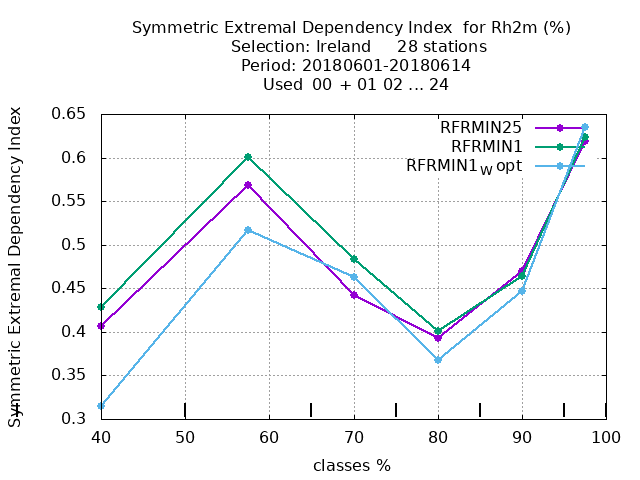 Symmetric Extremal Dependency Index for Rh2m (%)
Selection: Ireland 28 stations
Period: 20180601-20180614
Used 00 + 01 02 ... 24
Symmetric Extremal Dependency Index
0.65
0.6
0.55
0.5
0.45
0.4
0.35
0.3
RFRMIN25
RFRMIN1
RFRMIN1W opt
40 50 60 70 80 90 100
classes %